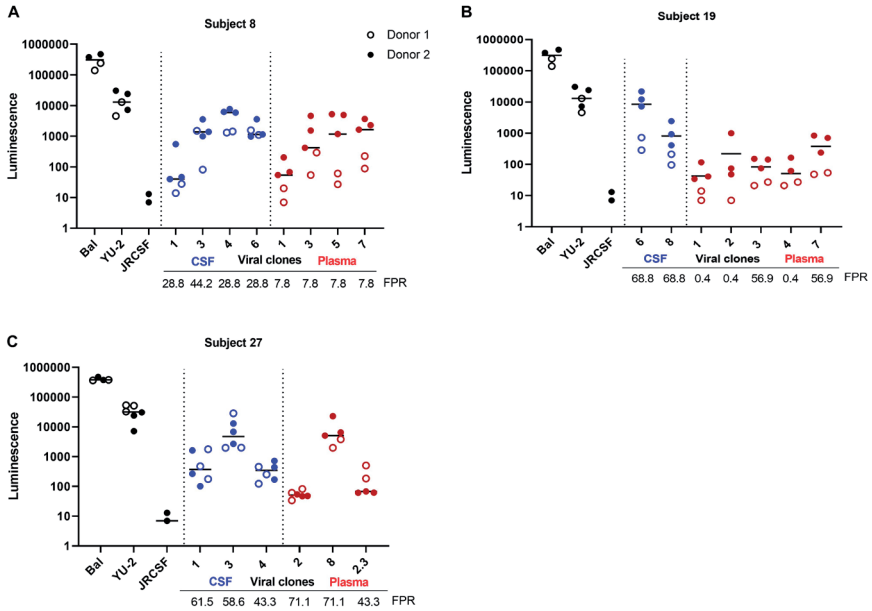 A
Subject 8
Donor 1
Donor 2
Luminescence
1000000
100000
10000
1000
100
10
1
Bal
YU-2
JRCSF
1 3 4 6 1 3 5 7
CSF Viral clones Plasma
28.8 44.2 28.8 28.8 7.8 7.8 7.8 7.8 FPR
B
Subject 19
Luminescence
1000000
100000
10000
1000
100
10
1
Bal
YU-2
JRCSF
6 8 1 2 3 4 7
CSF Viral clones Plasma
68.8 68.8 0.4 0.4 56.9 0.4 56.9 FPR
C
Subject 27
Luminescence
1000000
100000
10000
1000
100
10
1
Bal
YU-2
JRCSF
1 3 4 2 8 2.3
CSF Viral clones Plasma
61.5 58.6 43.3 71.1 71.1 43.3 FPR